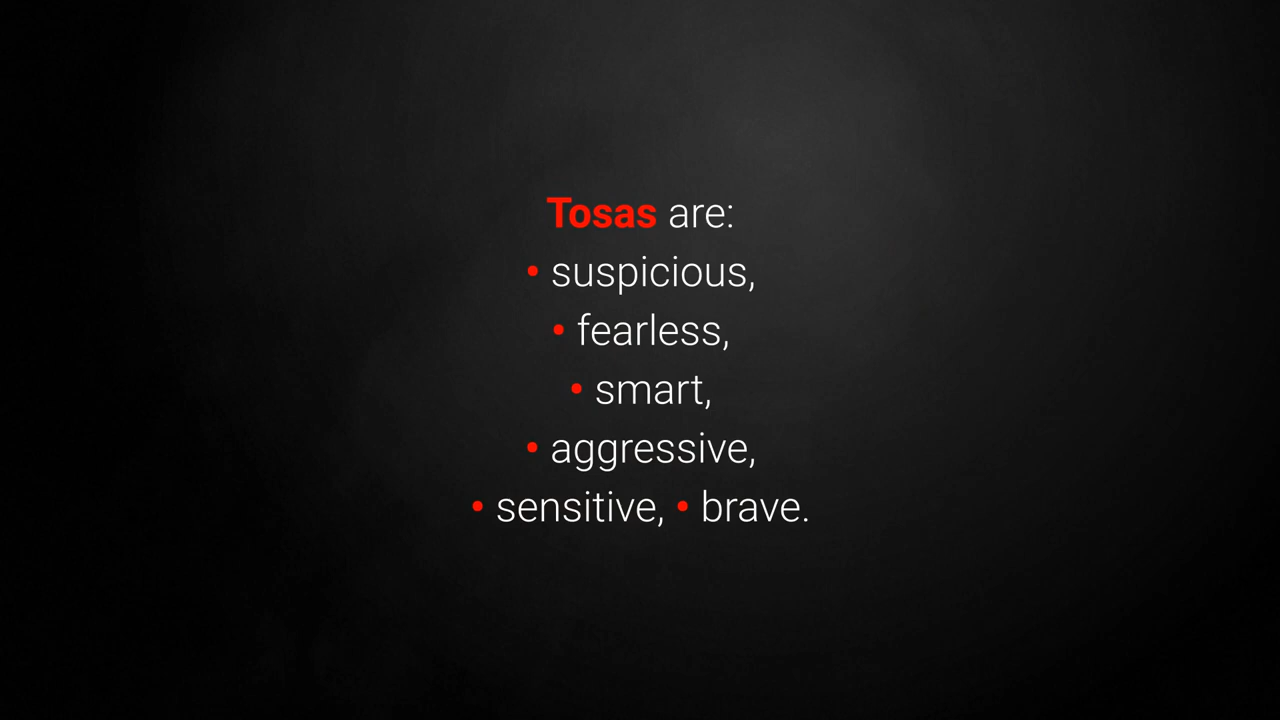 Tosas are:
• suspicious,
• fearless,
• smart,
• aggressive,
• sensitive, • brave.